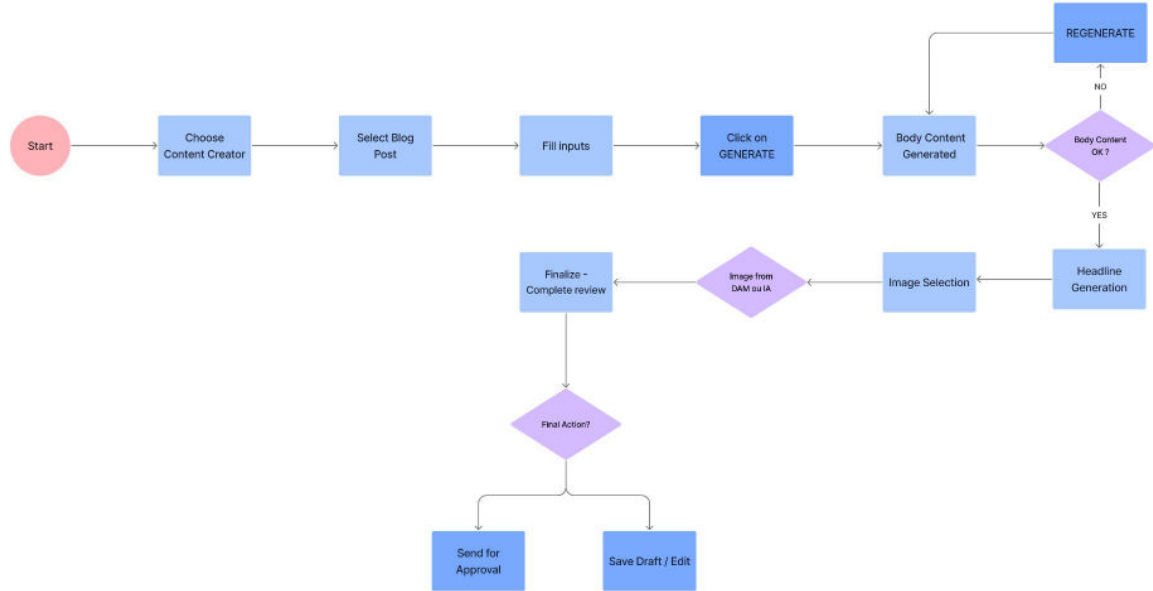 REGENERATE
NO
Start
Choose
Content Creator
Select Blog
Post
Fill inputs
Click on
GENERATE
Body Content
Generated
Body Content
OK ?
YES
Headline
Generation
Image Selection
Image from
DAM ou IA
Finalize -
Complete review
Final Action?
Send for
Approval
Save Draft / Edit